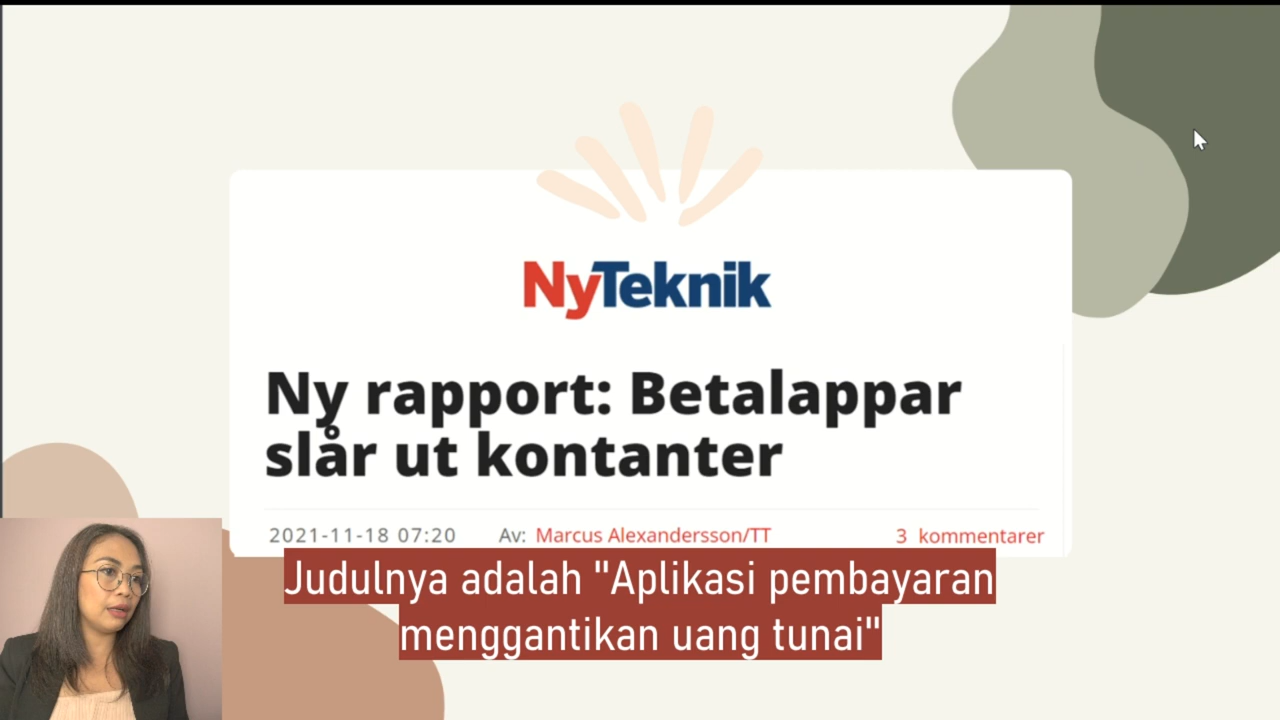 NyTeknik
Ny rapport: Betalappar
slår ut kontanter
2021-11-18 07:20 Av: Marcus Alexandersson/TT 3 kommentarer
Judulnya adalah "Aplikasi pembayaran
menggantikan uang tunai"